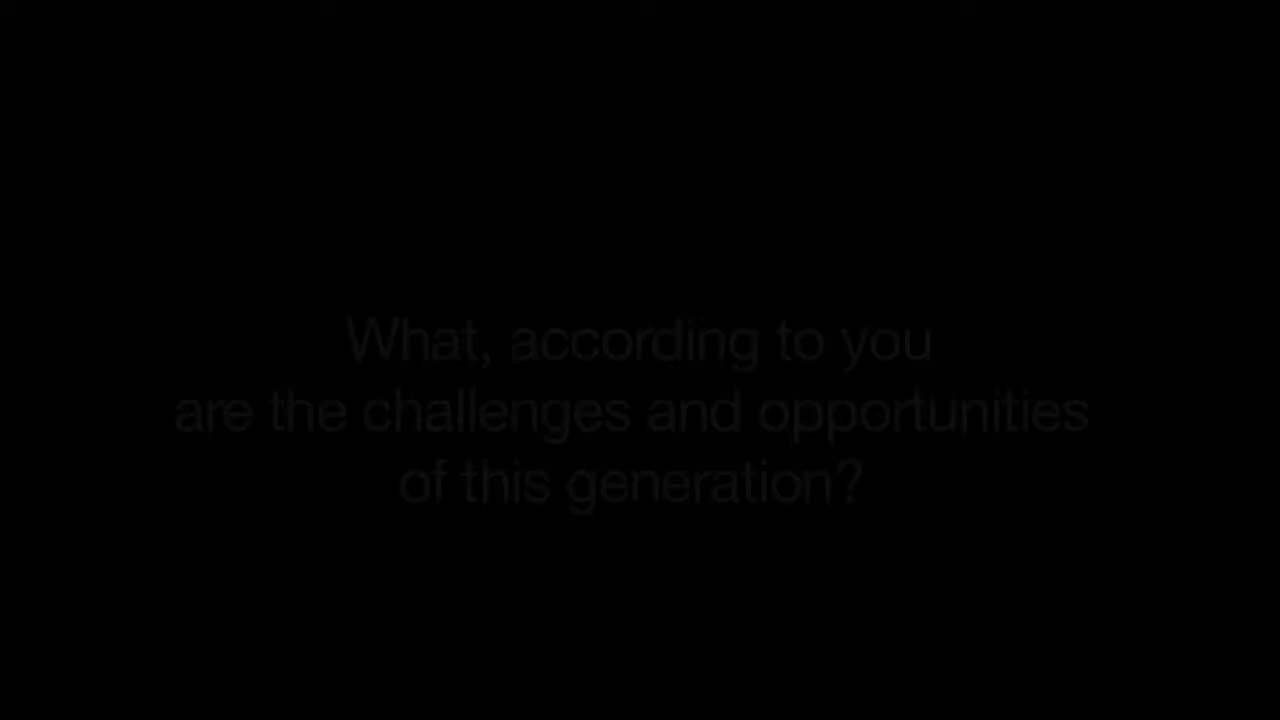 What, according to you
are the challenges and opportunities
of this generation?